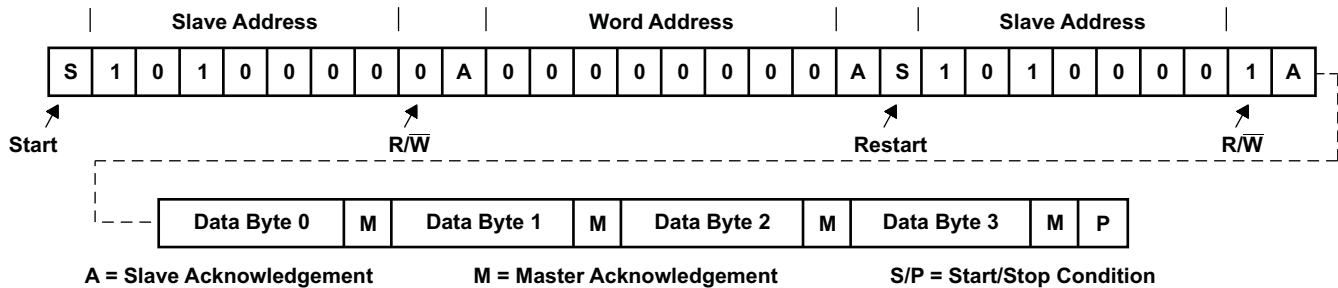 Slave Address Word Address Slave Address
S 1 0 1 0 0 0 0 0 A 0 0 0 0 0 0 0 0 A S 1 0 1 0 0 0 0 1 A
Start R/W̅ Restart R/W̅
Data Byte 0 M Data Byte 1 M Data Byte 2 M Data Byte 3 M P
A = Slave Acknowledgement M = Master Acknowledgement S/P = Start/Stop Condition